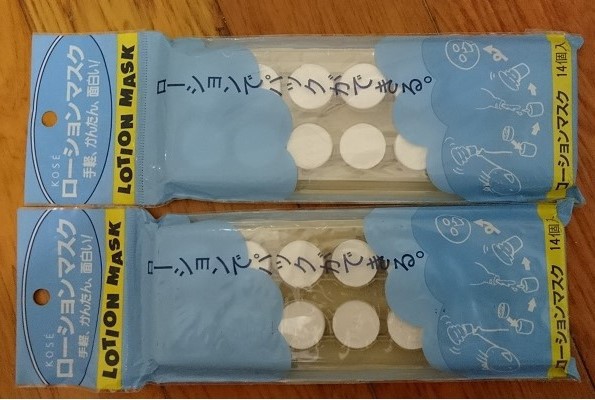 KOSÉ
ローションマスク
手軽、かんたん、面白い!
LOTION MASK
ローションでパックができる。
ローションマスク 14個入
KOSÉ
ローションマスク
手軽、かんたん、面白い!
LOTION MASK
ローションでパックができる。
ローションマスク 14個入